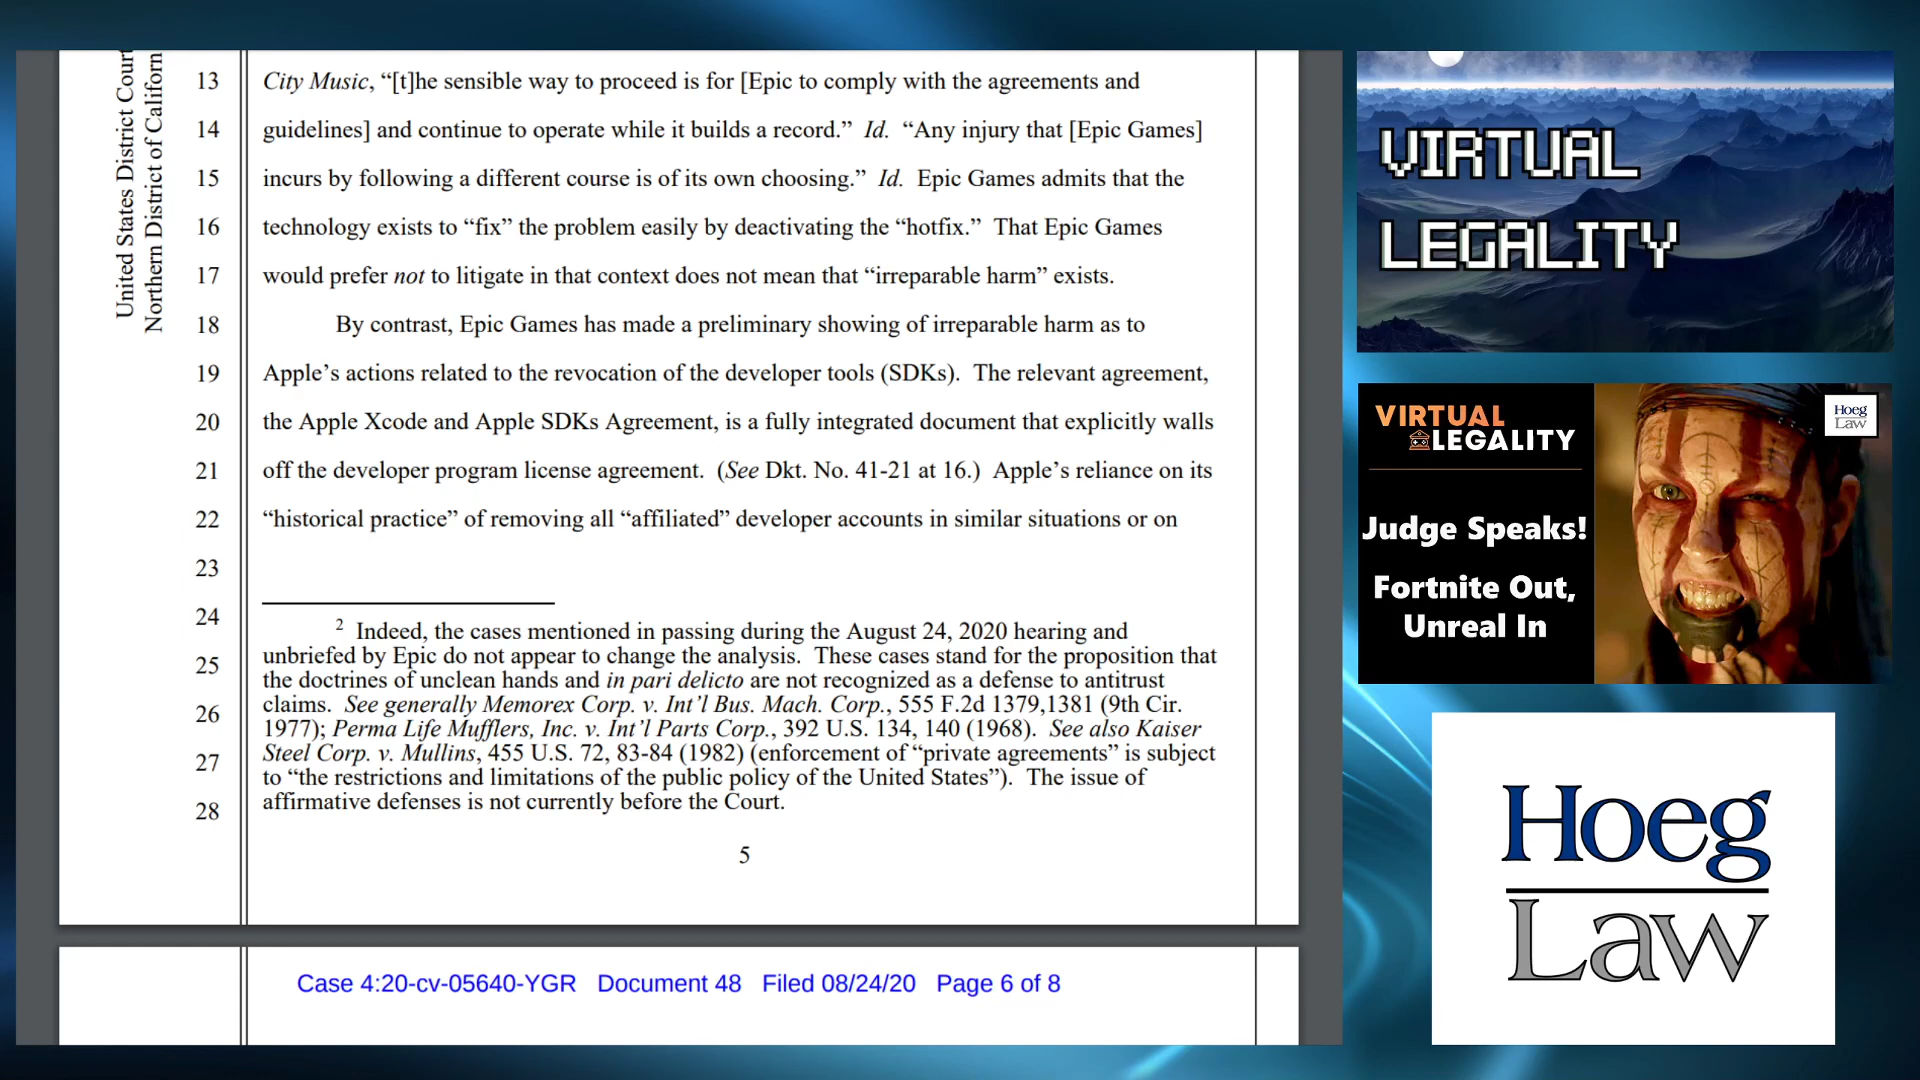 United States District Court
Northern District of Californ
13 City Music, “[t]he sensible way to proceed is for [Epic to comply with the agreements and
14 guidelines] and continue to operate while it builds a record.” Id. “Any injury that [Epic Games]
15 incurs by following a different course is of its own choosing.” Id. Epic Games admits that the
16 technology exists to “fix” the problem easily by deactivating the “hotfix.” That Epic Games
17 would prefer not to litigate in that context does not mean that “irreparable harm” exists.
18 By contrast, Epic Games has made a preliminary showing of irreparable harm as to
19 Apple’s actions related to the revocation of the developer tools (SDKs). The relevant agreement,
20 the Apple Xcode and Apple SDKs Agreement, is a fully integrated document that explicitly walls
21 off the developer program license agreement. (See Dkt. No. 41-21 at 16.) Apple’s reliance on its
22 “historical practice” of removing all “affiliated” developer accounts in similar situations or on
23
24
2 Indeed, the cases mentioned in passing during the August 24, 2020 hearing and
25 unbriefed by Epic do not appear to change the analysis. These cases stand for the proposition that
the doctrines of unclean hands and in pari delicto are not recognized as a defense to antitrust
26 claims. See generally Memorex Corp. v. Int’l Bus. Mach. Corp., 555 F.2d 1379,1381 (9th Cir.
1977); Perma Life Mufflers, Inc. v. Int’l Parts Corp., 392 U.S. 134, 140 (1968). See also Kaiser
27 Steel Corp. v. Mullins, 455 U.S. 72, 83-84 (1982) (enforcement of “private agreements” is subject
to “the restrictions and limitations of the public policy of the United States”). The issue of
28 affirmative defenses is not currently before the Court.
5
Case 4:20-cv-05640-YGR Document 48 Filed 08/24/20 Page 6 of 8
VIRTUAL
LEGALITY
VIRTUAL
LEGALITY
Hoeg
Law
Judge Speaks!
Fortnite Out,
Unreal In
Hoeg
Law